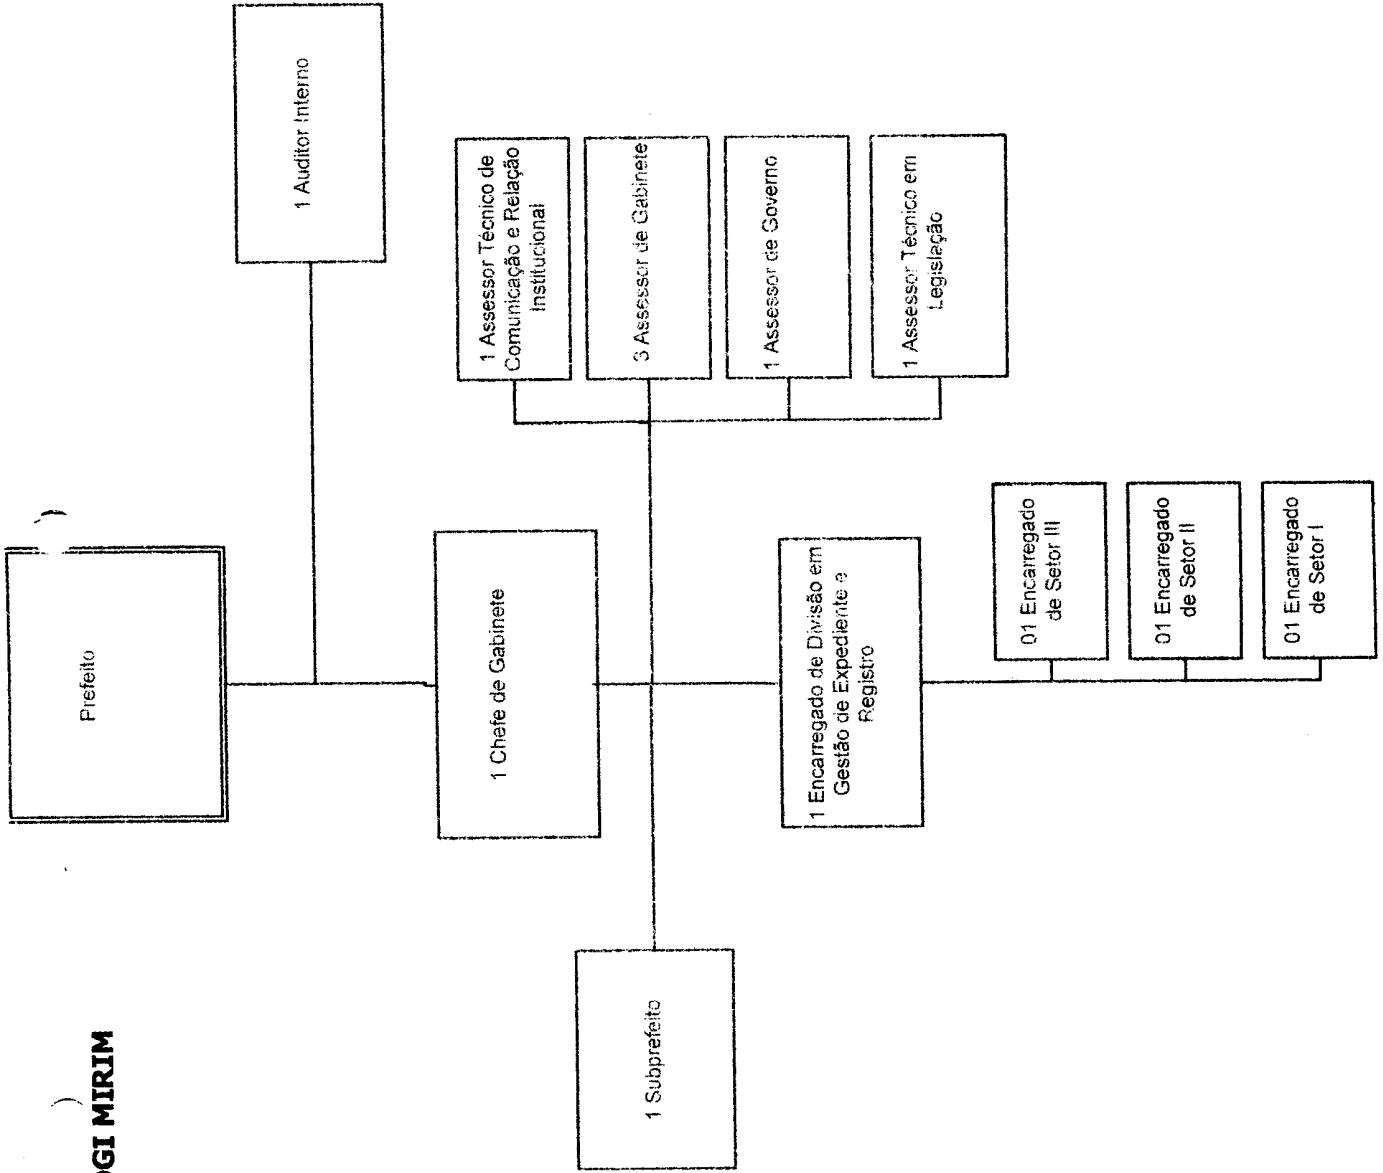 OGI MIRIM
Prefeito
1 Auditor Interno
1 Chefe de Gabinete
1 Subprefeito
1 Assessor Técnico de
Comunicação e Relação
Institucional
3 Assessor de Gabinete
1 Assessor de Governo
1 Assessor Técnico em
Legislação
1 Encarregado de Divisão em
Gestão de Expediente e
Registro
01 Encarregado
de Setor III
01 Encarregado
de Setor II
01 Encarregado
de Setor I